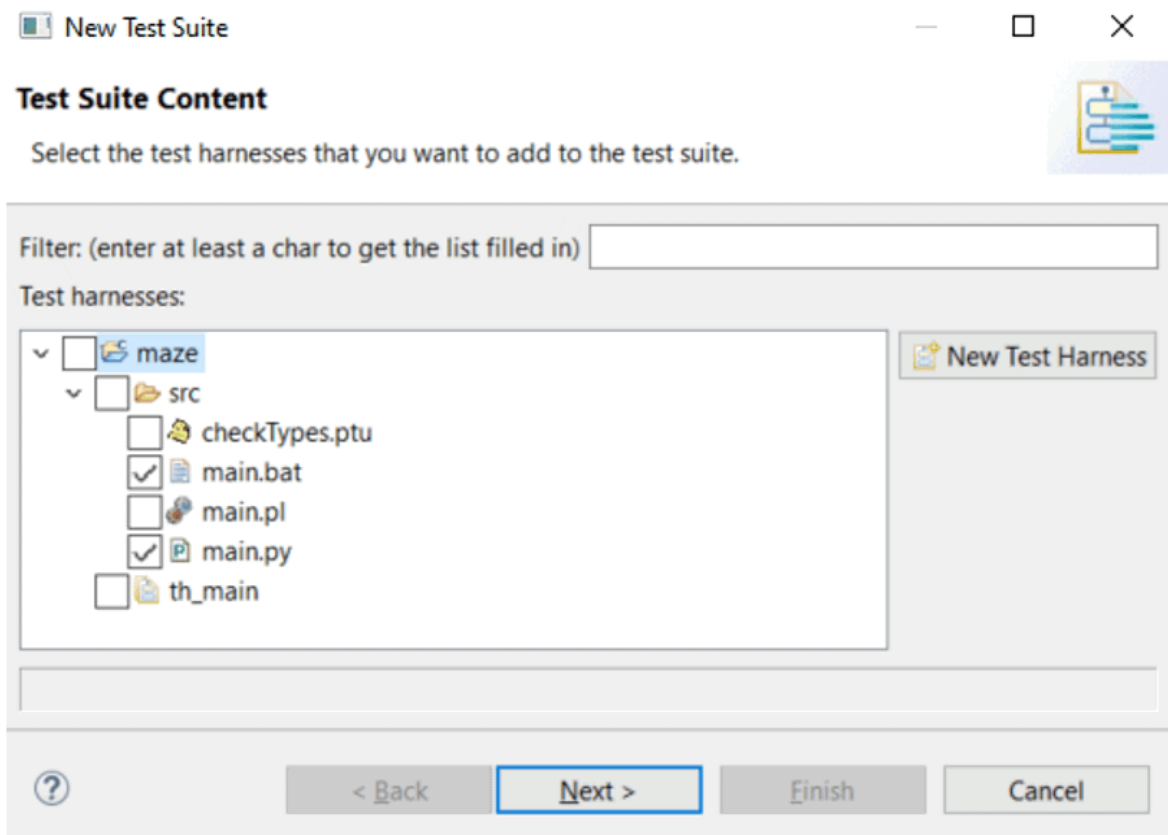 New Test Suite
Test Suite Content
Select the test harnesses that you want to add to the test suite.
Filter: (enter at least a char to get the list filled in)
Test harnesses:
maze
New Test Harness
src
checkTypes.ptu
main.bat
main.pl
main.py
th_main
< Back
Next >
Finish
Cancel